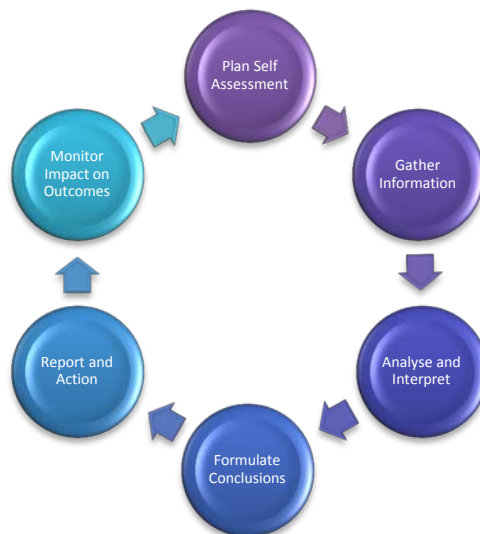 Plan Self
Assessment
Gather
Information
Analyse and
Interpret
Formulate
Conclusions
Report and
Action
Monitor
Impact on
Outcomes